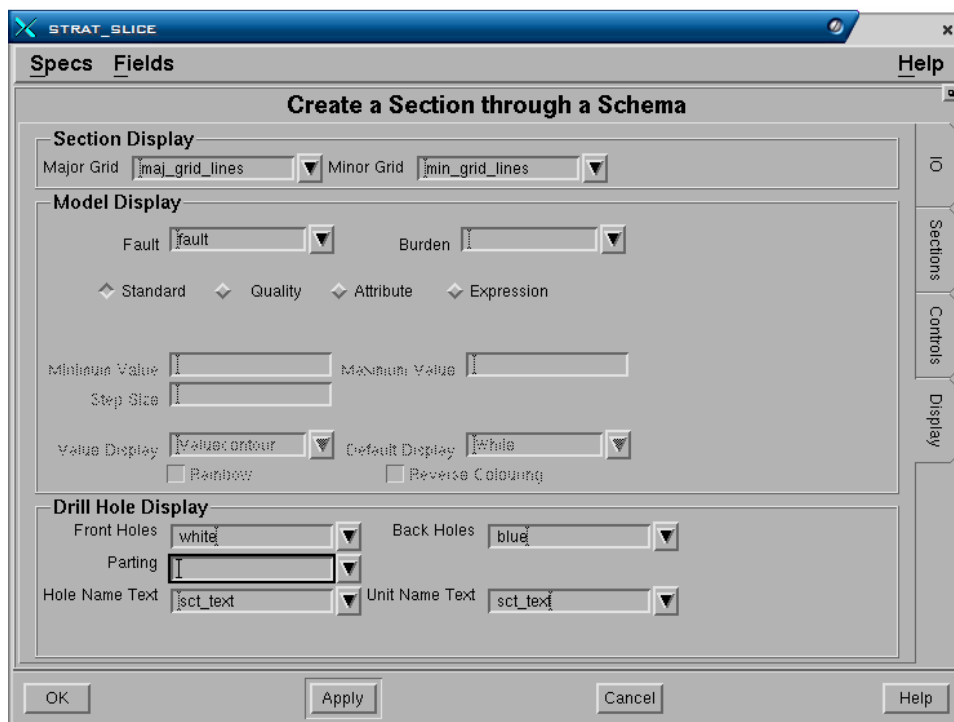 STRAT_SLICE
Specs Fields Help
Create a Section through a Schema
Section Display
Major Grid maj_grid_lines Minor Grid min_grid_lines
Model Display
Fault fault Burden
Standard Quality Attribute Expression
Minimum Value Maximum Value
Step Size
Value Display Valuecontour Default Display While
Rainbow Reverse Colouring
Drill Hole Display
Front Holes white Back Holes blue
Parting
Hole Name Text sct_text Unit Name Text sct_text
IO
Sections
Controls
Display
OK Apply Cancel Help